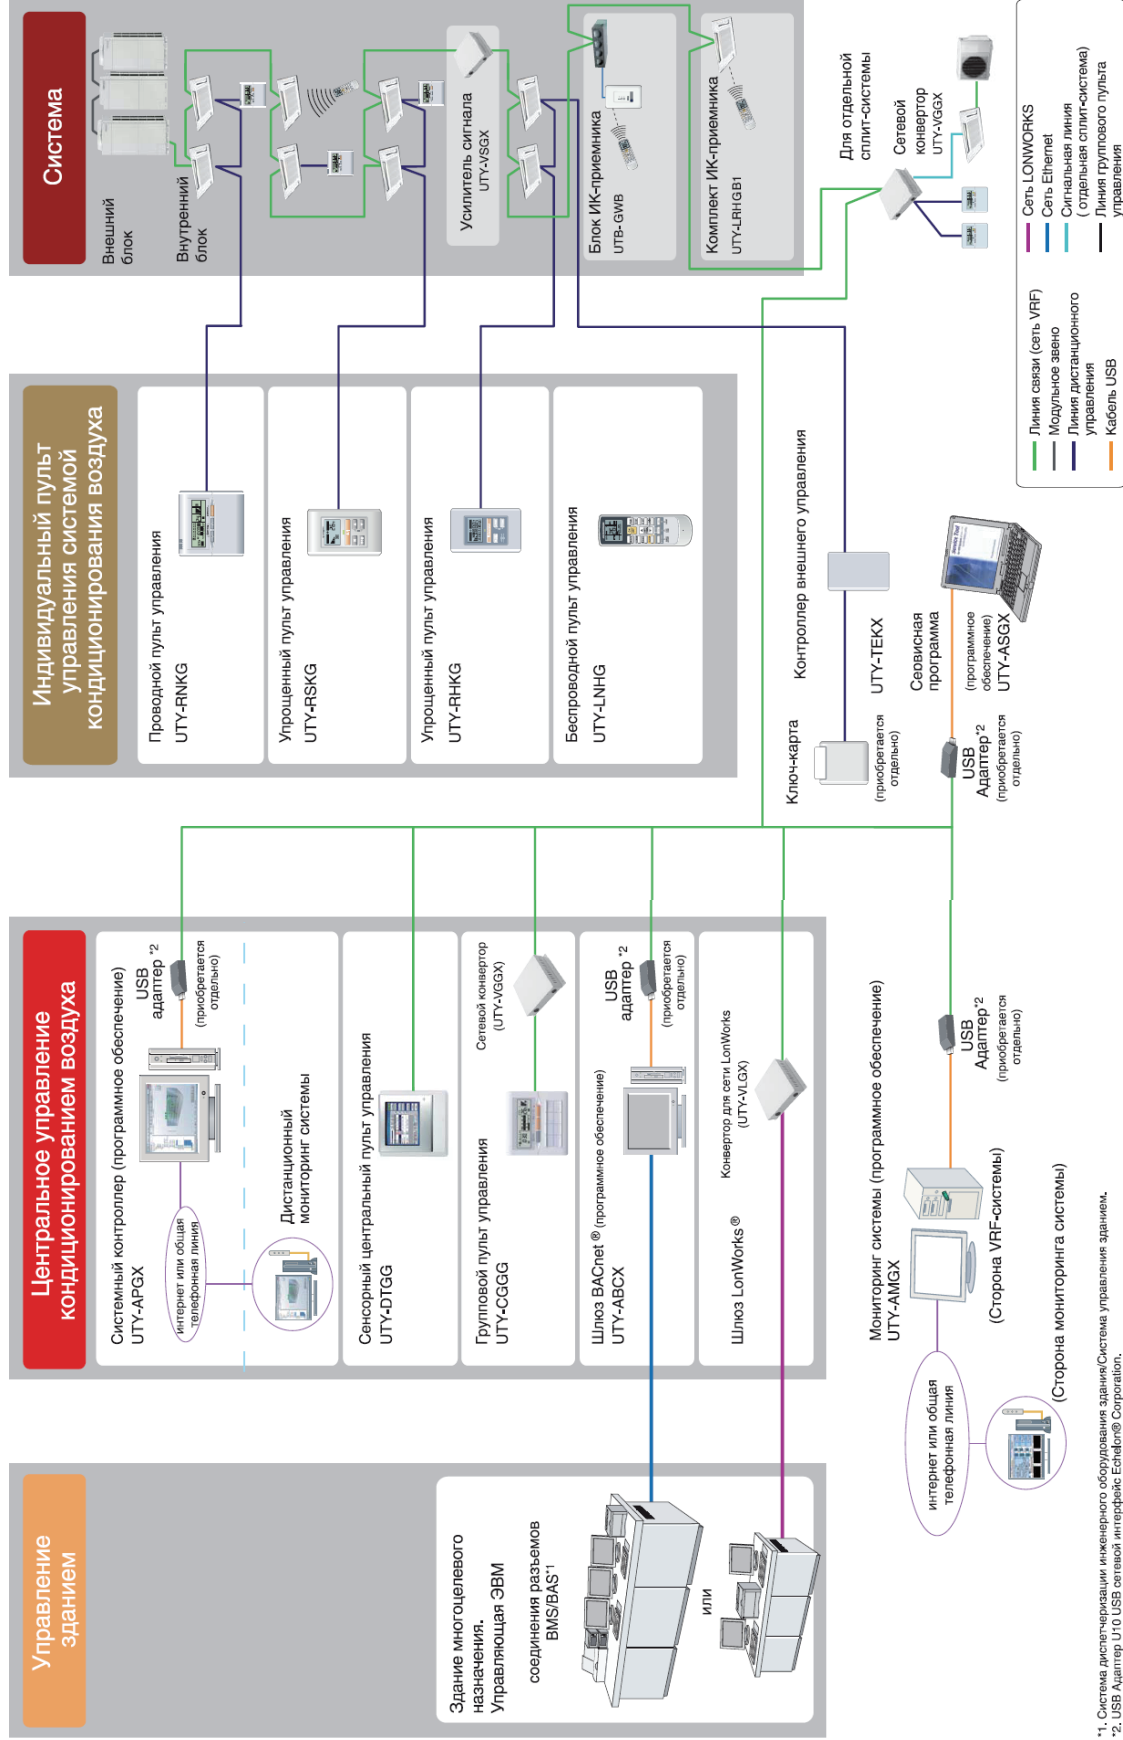 Управление
зданием
Здание многоцелевого
назначения.
Управляющая ЭВМ
соединения разъемов
BMS/BAS*1
или
Центральное управление
кондиционированием воздуха
Системный контроллер (программное обеспечение)
UTY-APGX
USB
адаптер *2
(приобретается
отдельно)
интернет или общая
телефонная линия
Дистанционный
мониторинг системы
Сенсорный центральный пульт управления
UTY-DTGG
Групповой пульт управления
UTY-CGGG
Сетевой конвертор
(UTY-VGGX)
Шлюз BACnet ® (программное обеспечение)
UTY-ABCX
USB
адаптер *2
(приобретается
отдельно)
Шлюз LonWorks®
Конвертор для сети LonWorks
(UTY-VLGX)
Мониторинг системы (программное обеспечение)
UTY-AMGX
USB
Адаптер*2
(приобретается
отдельно)
(Сторона VRF-системы)
интернет или общая
телефонная линия
(Сторона мониторинга системы)
Индивидуальный пульт
управления системой
кондиционирования воздуха
Проводной пульт управления
UTY-RNKG
Упрощенный пульт управления
UTY-RSKG
Упрощенный пульт управления
UTY-RHKG
Беспроводной пульт управления
UTY-LNHG
Ключ-карта
(приобретается
отдельно)
Контроллер внешнего управления
UTY-TEKX
USB
Адаптер*2
(приобретается
отдельно)
Сервисная
программа
(программное
обеспечение)
UTY-ASGX
Система
Внешний
блок
Внутренний
блок
Усилитель сигнала
UTY-VSGX
Блок ИК-приемника
UTB-GWB
Комплект ИК-приемника
UTY-LRHGB1
Для отдельной
сплит-системы
Сетевой
конвертор
UTY-VGGX
Линия связи (сеть VRF)
Модульное звено
Линия дистанционного
управления
Кабель USB
Сеть LONWORKS
Сеть Ethernet
Сигнальная линия
( отдельная сплит-система)
Линия группового пульта
управления
*1. Система диспетчеризации инженерного оборудования здания/Система управления зданием.
*2. USB Адаптер U10 USB сетевой интерфейс Echelon® Corporation.